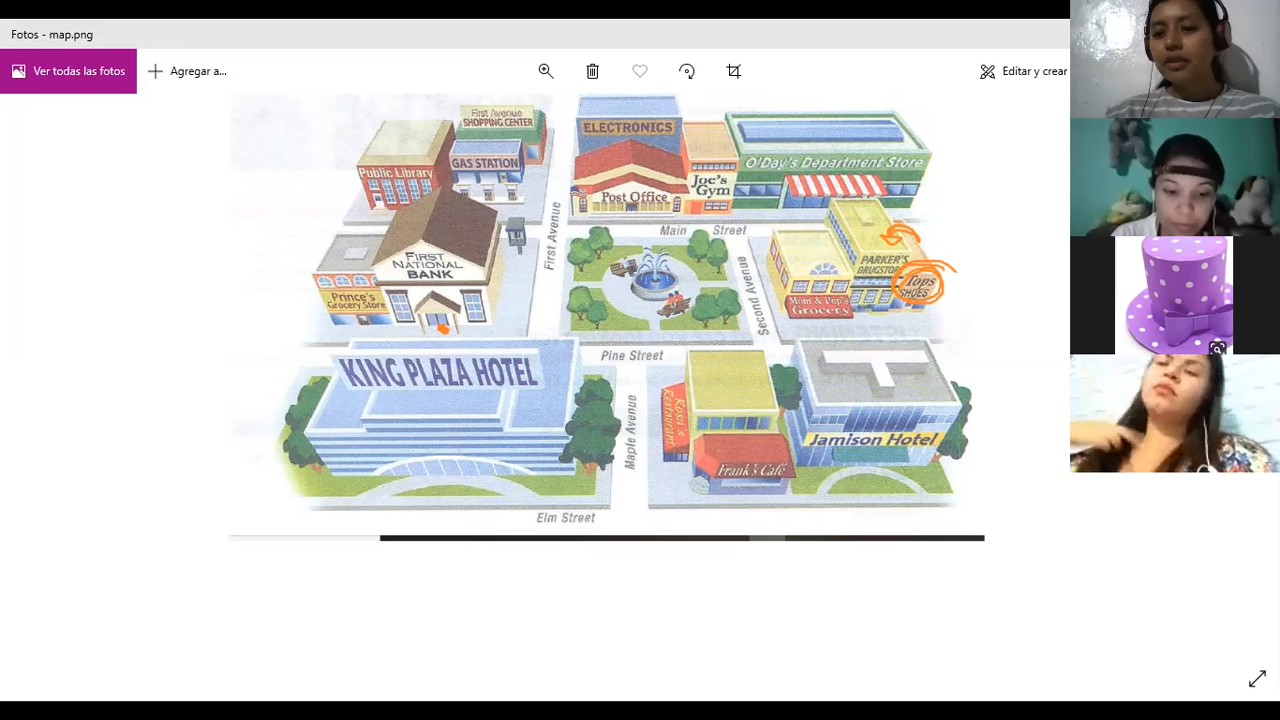 Fotos - map.png
Ver todas las fotos
Agregar a...
Editar y crear
First Avenue
SHOPPING CENTER
GAS STATION
Public Library
ELECTRONICS
Post Office
Joe's
Gym
O'Day's Department Store
First Avenue
Main Street
FIRST
NATIONAL
BANK
Prince's
Grocery Store
Second Avenue
PARKER'S
DRUGSTORE
Tops
SHOES
Mom & Pop's
Grocery
Pine Street
KING PLAZA HOTEL
Maple Avenue
Rosa's
Restaurant
Frank's Café
Jamison Hotel
Elm Street